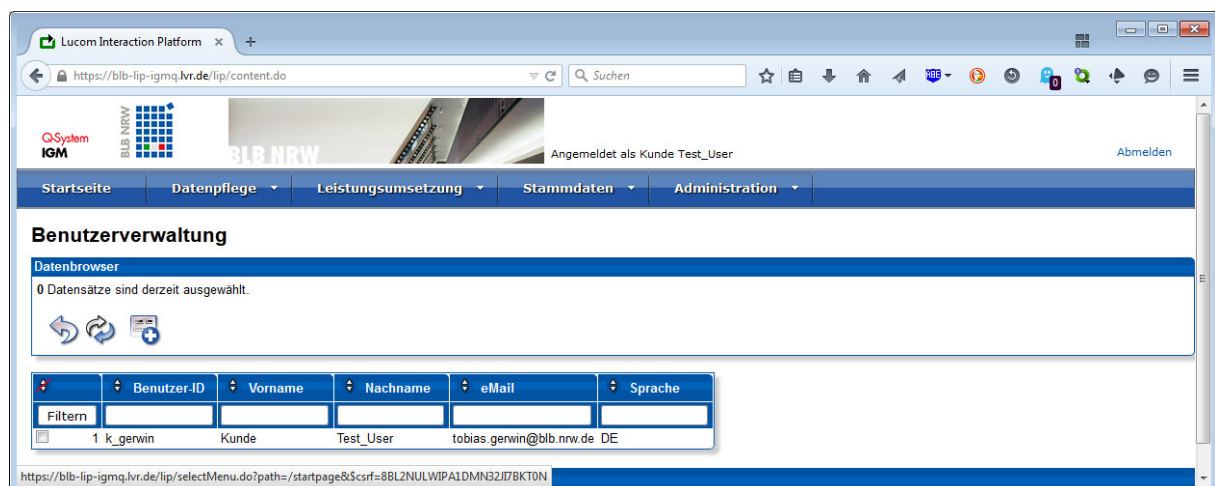 Lucom Interaction Platform
https://blb-lip-igmq.lvr.de/lip/content.do
Suchen
ABE
0
Q-System
IGM
BLB NRW
BLB NRW
Angemeldet als Kunde Test_User
Abmelden
Startseite Datenpflege Leistungsumsetzung Stammdaten Administration
Benutzerverwaltung
Datenbrowser
0 Datensätze sind derzeit ausgewählt.
Benutzer-ID Vorname Nachname eMail Sprache
Filtern
1 k_gerwin Kunde Test_User tobias.gerwin@blb.nrw.de DE
https://blb-lip-igmq.lvr.de/lip/selectMenu.do?path=/startpage&$csrf=8BL2NULWIPA1DMN32JI7BKT0N